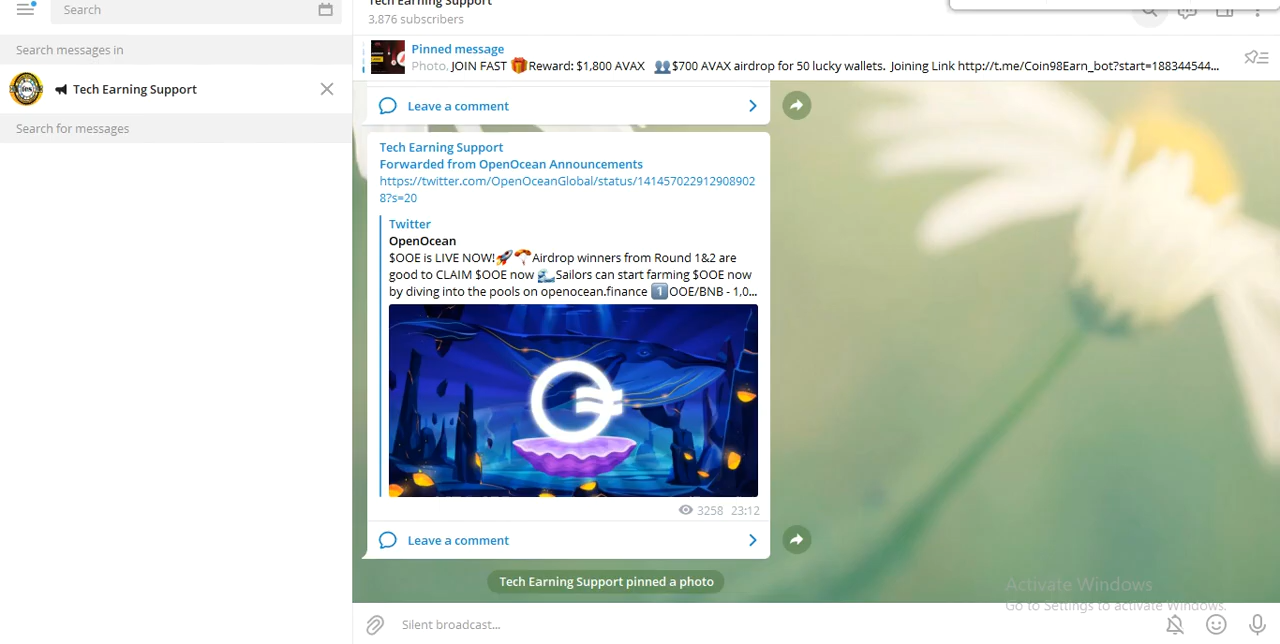 Search
Search messages in
Tech Earning Support
Search for messages
Tech Earning Support
3,876 subscribers
Pinned message
Photo, JOIN FAST 🎁Reward: $1,800 AVAX 👥$700 AVAX airdrop for 50 lucky wallets. Joining Link http://t.me/Coin98Earn_bot?start=188344544...
Leave a comment
Tech Earning Support
Forwarded from OpenOcean Announcements
https://twitter.com/OpenOceanGlobal/status/141457022912908902
8?s=20
Twitter
OpenOcean
$OOE is LIVE NOW!🚀🪂Airdrop winners from Round 1&2 are
good to CLAIM $OOE now 🌊Sailors can start farming $OOE now
by diving into the pools on openocean.finance 1️⃣OOE/BNB - 1,0...
3258 23:12
Leave a comment
Tech Earning Support pinned a photo
Activate Windows
Go to Settings to activate Windows.
Silent broadcast...